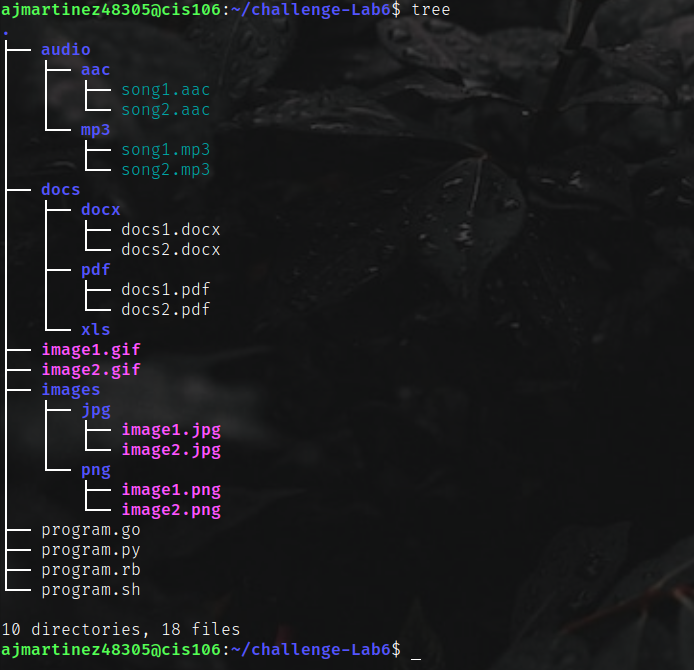 ajmartinez48305@cis106:~/challenge-Lab6$ tree
.
├── audio
│   ├── aac
│   │   ├── song1.aac
│   │   └── song2.aac
│   └── mp3
│       ├── song1.mp3
│       └── song2.mp3
├── docs
│   ├── docx
│   │   ├── docs1.docx
│   │   └── docs2.docx
│   ├── pdf
│   │   ├── docs1.pdf
│   │   └── docs2.pdf
│   └── xls
├── image1.gif
├── image2.gif
├── images
│   ├── jpg
│   │   ├── image1.jpg
│   │   └── image2.jpg
│   └── png
│       ├── image1.png
│       └── image2.png
├── program.go
├── program.py
├── program.rb
└── program.sh

10 directories, 18 files
ajmartinez48305@cis106:~/challenge-Lab6$ _